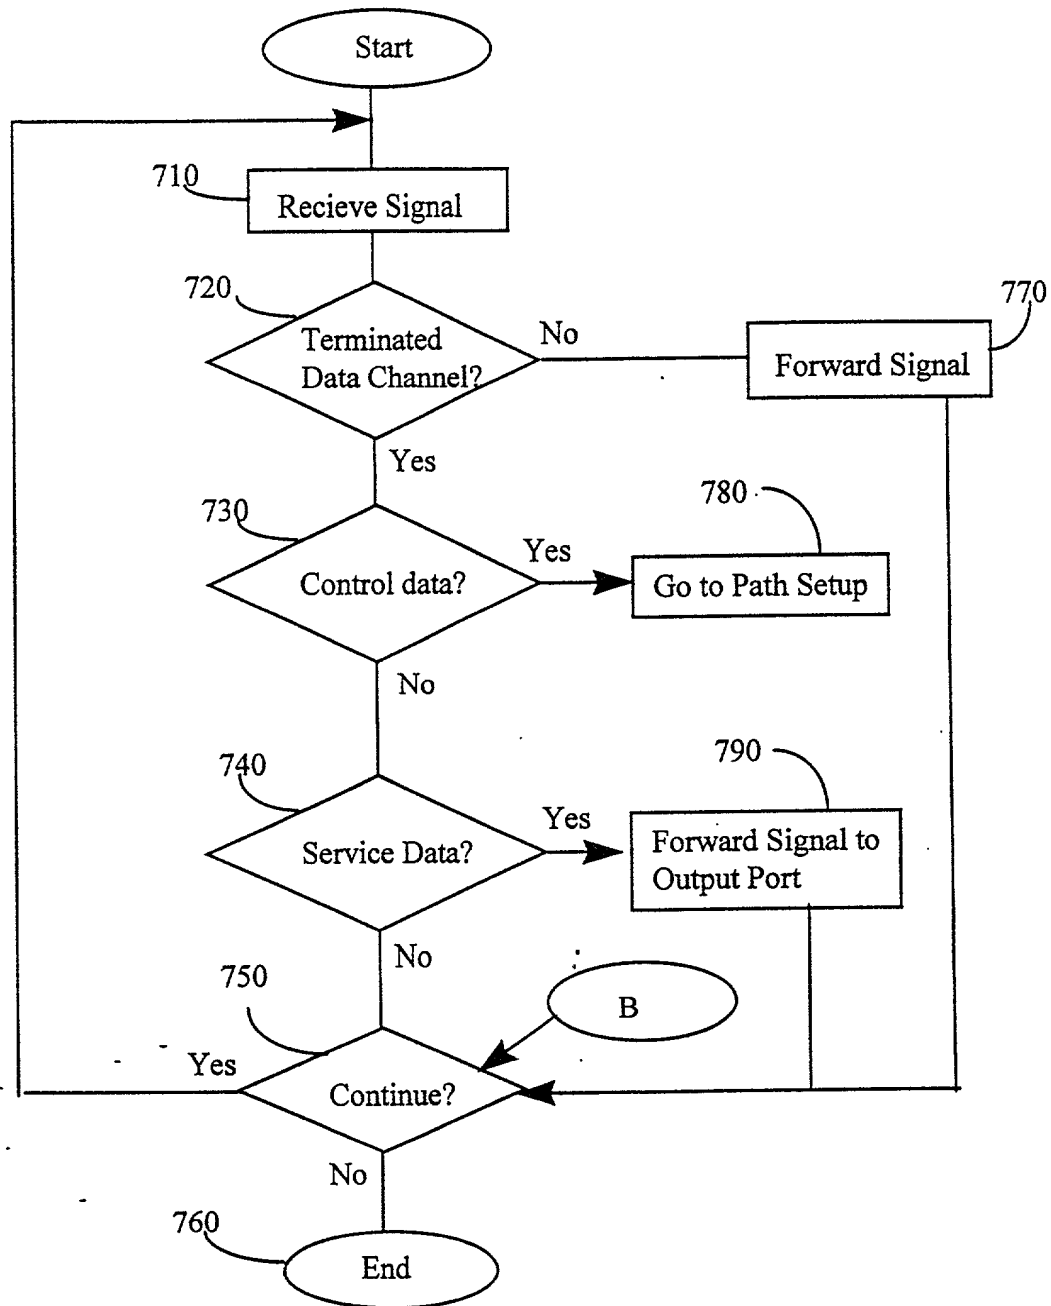 Start
710
Recieve Signal
720
Terminated
Data Channel?
No
770
Forward Signal
Yes
730
Control data?
Yes
780
Go to Path Setup
No
740
Service Data?
Yes
790
Forward Signal to
Output Port
No
750
B
Yes
Continue?
No
760
End